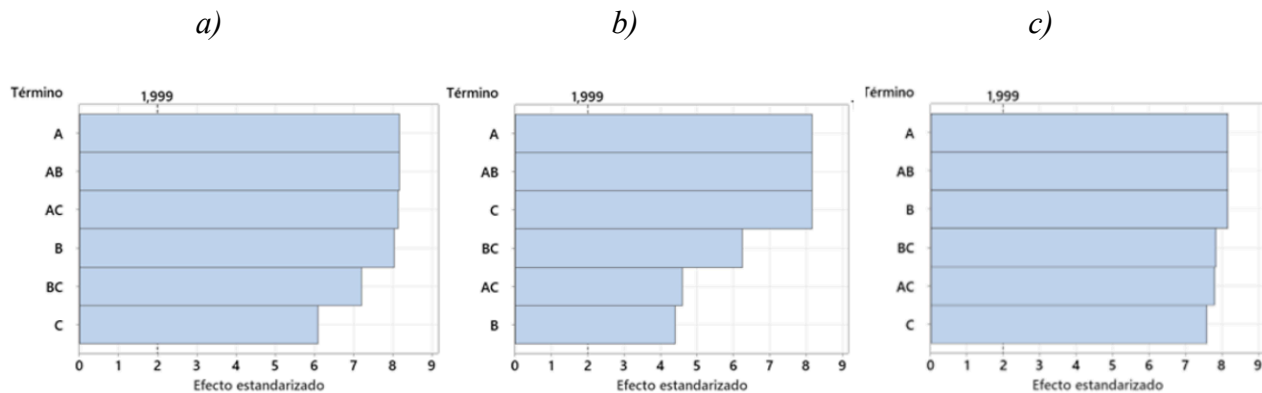 a)
b)
c)
Término
1,999
A
AB
AC
B
BC
C
0 1 2 3 4 5 6 7 8 9
Efecto estandarizado
Término
1,999
A
AB
C
BC
AC
B
0 1 2 3 4 5 6 7 8 9
Efecto estandarizado
Término
1,999
A
AB
B
BC
AC
C
0 1 2 3 4 5 6 7 8 9
Efecto estandarizado